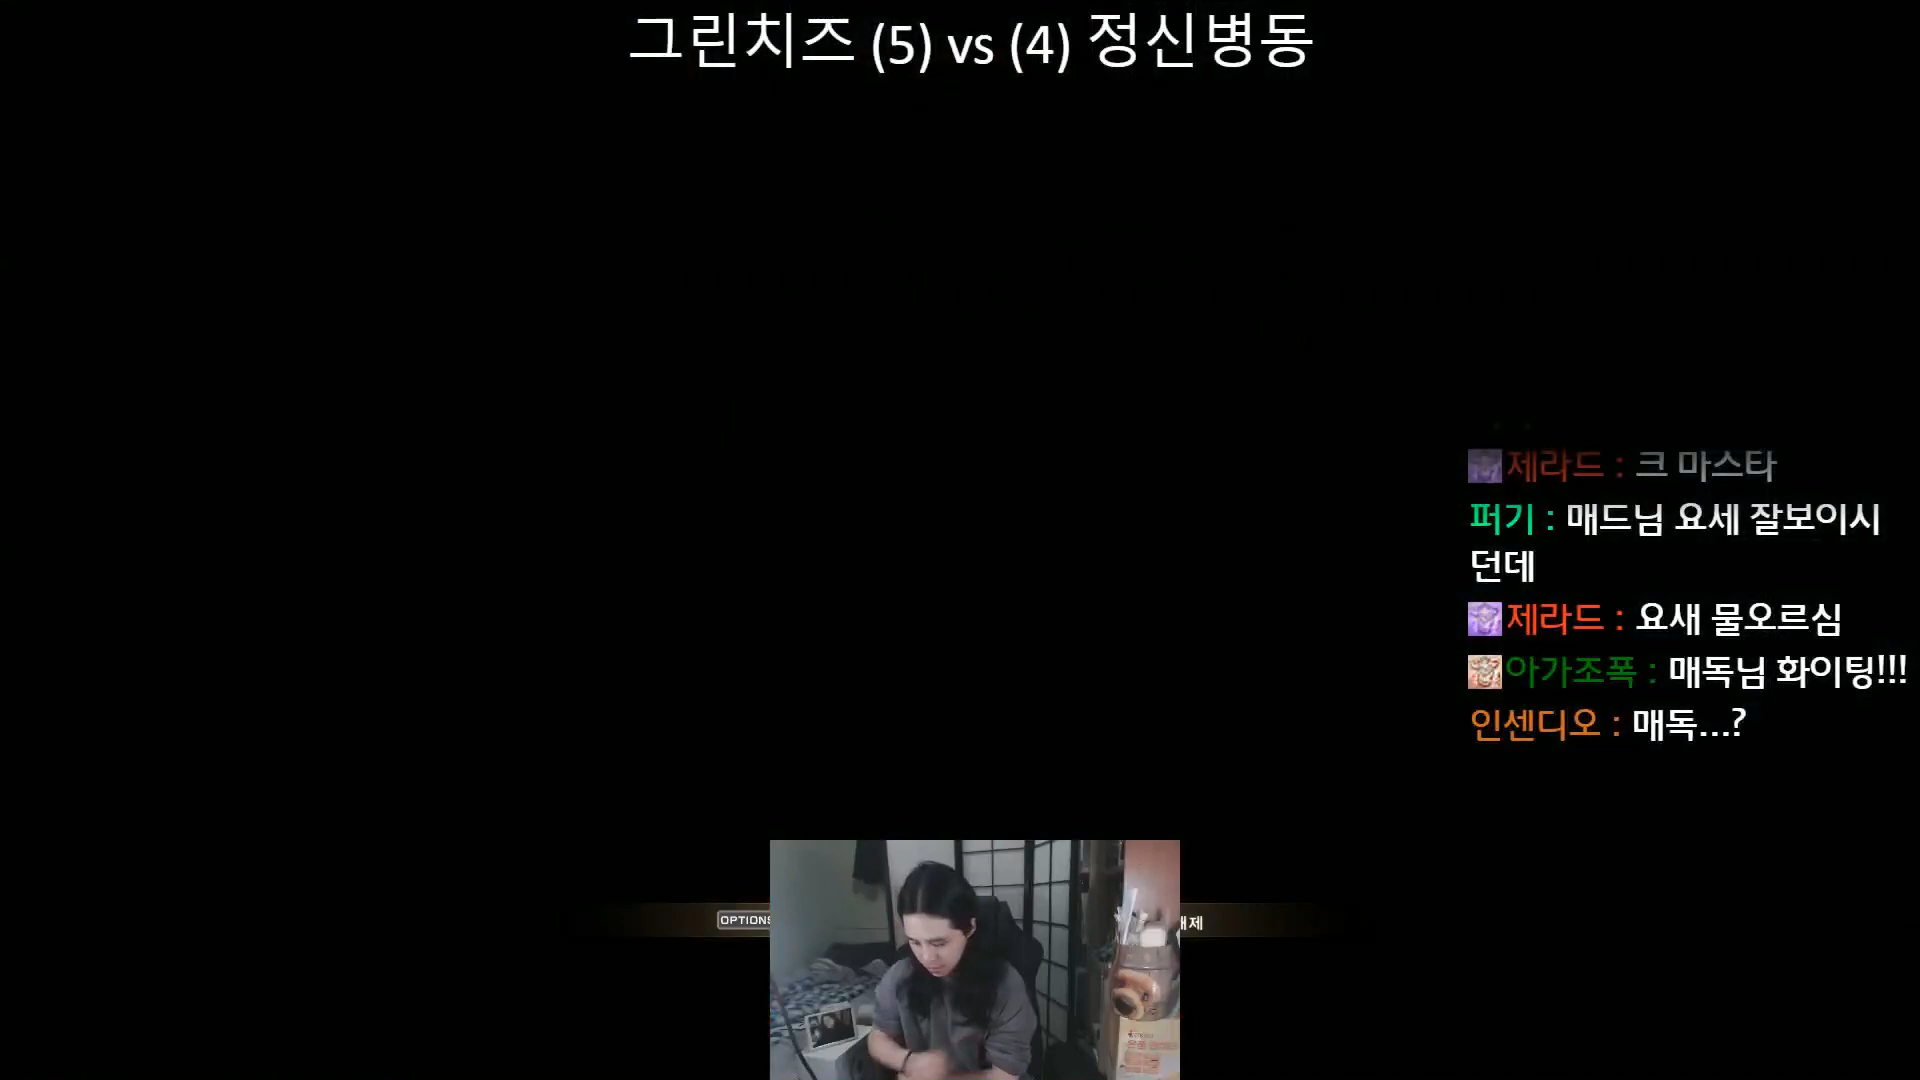 그린치즈 (5) vs (4) 정신병동
제라드 : 크 마스타
퍼기 : 매드님 요세 잘보이시
던데
제라드 : 요새 물오르심
아가조폭 : 매독님 화이팅!!!
인센디오 : 매독...?
OPTIONS
해제